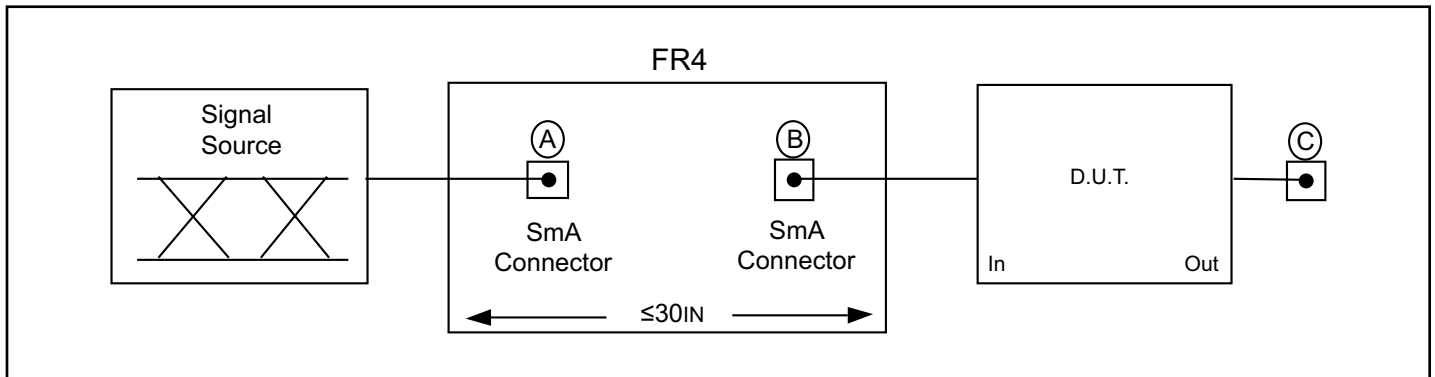 FR4
Signal
Source
A
B
C
D.U.T.
SmA
Connector
SmA
Connector
In
Out
≤30IN